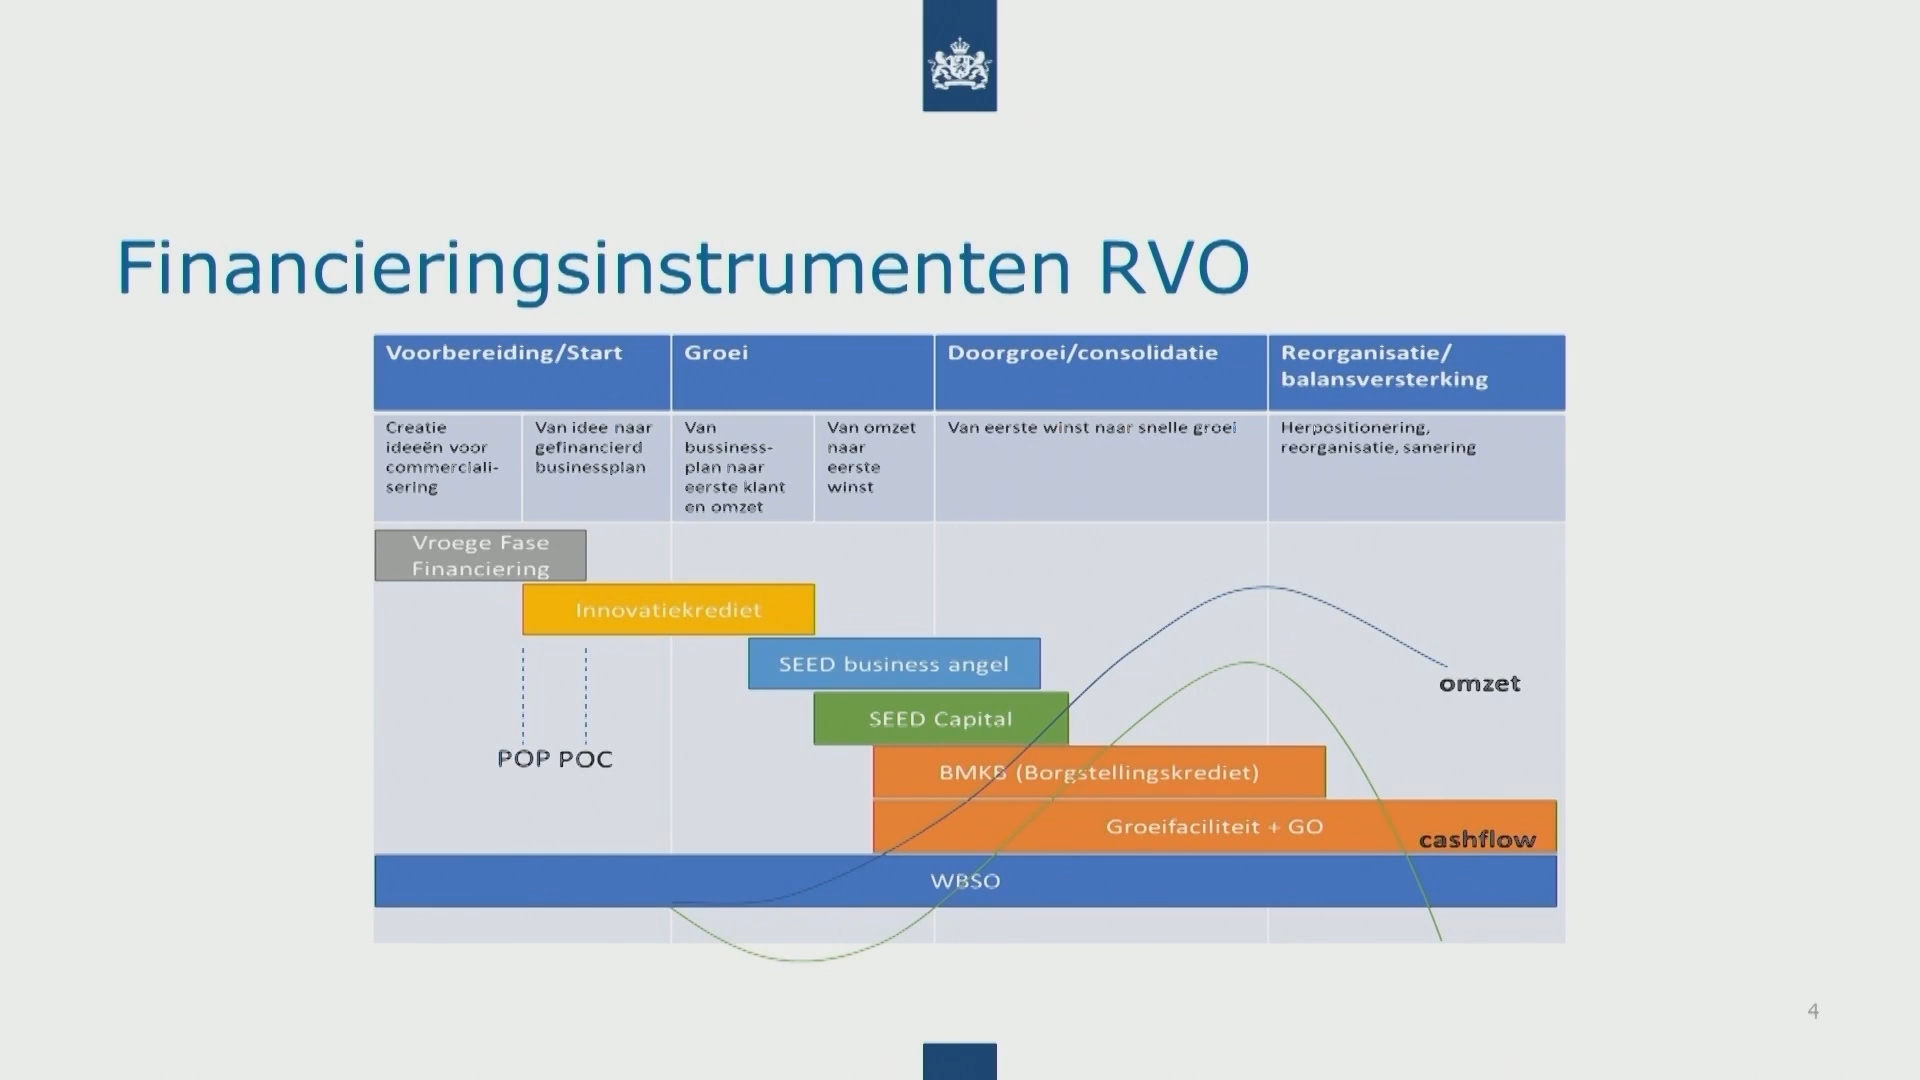 Financieringsinstrumenten RVO
Voorbereiding/Start
Groei
Doorgroei/consolidatie
Reorganisatie/
balansversterking
Creatie
ideeën voor
commerciali-
sering
Van idee naar
gefinancierd
businessplan
Van
bussiness-
plan naar
eerste klant
en omzet
Van omzet
naar
eerste
winst
Van eerste winst naar snelle groei
Herpositionering,
reorganisatie, sanering
Vroege Fase
Financiering
Innovatiekrediet
SEED business angel
SEED Capital
omzet
POP POC
BMKB (Borgstellingskrediet)
Groeifaciliteit + GO
cashflow
WBSO
4